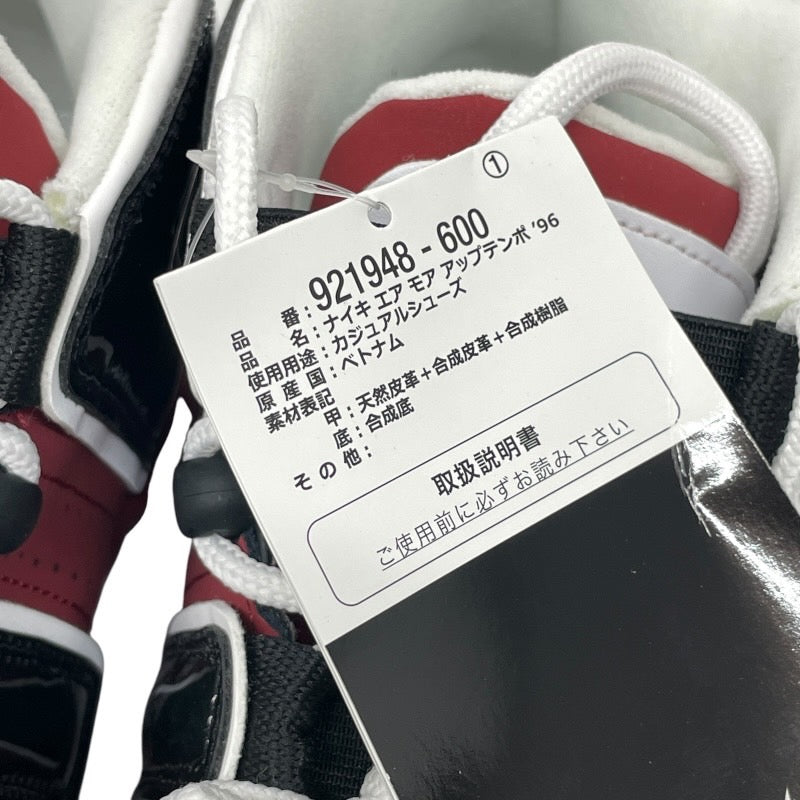 ①
品番：921948 - 600
品名：ナイキ エア モア アップテンポ '96
使用用途：カジュアルシューズ
原産国：ベトナム
素材表記
甲：天然皮革＋合成皮革＋合成樹脂
底：合成底
その他：
取扱説明書
ご使用前に必ずお読み下さい